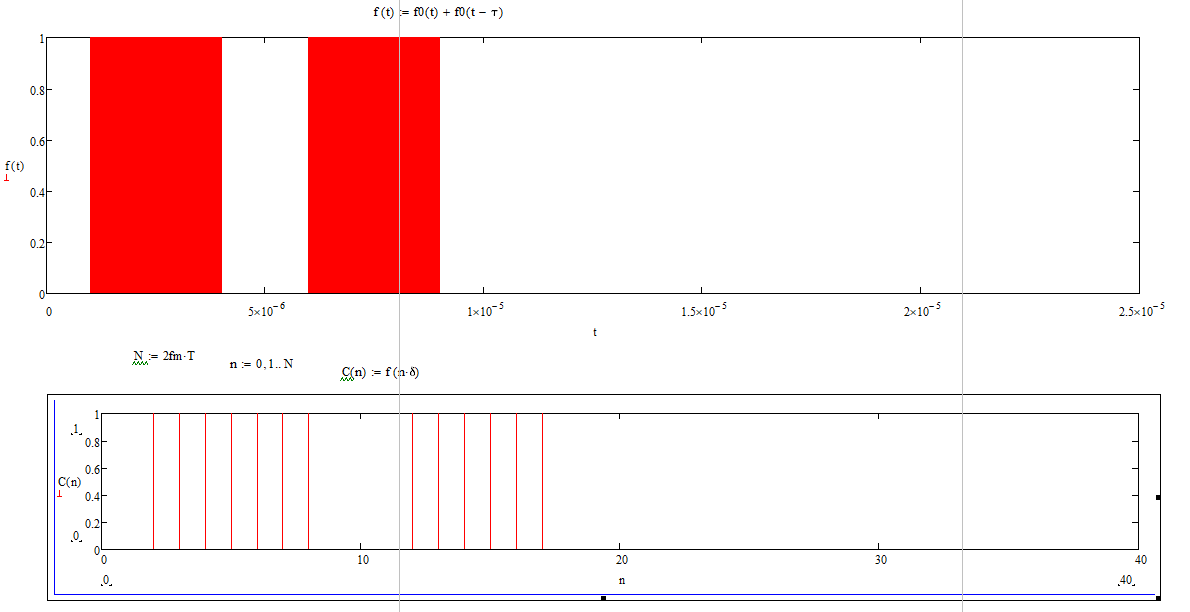 f(t) := f0(t) + f0(t − τ)
1
0.8
0.6
f(t)
0.4
0.2
0
0 5×10⁻⁶ 1×10⁻⁵ 1.5×10⁻⁵ 2×10⁻⁵ 2.5×10⁻⁵
t
N := 2fm·T
n := 0, 1.. N
C(n) := f(n·δ)
1
1
0.8
0.6
C(n)
0.4
0.2
0
0
0 10 20 30 40
0 n 40